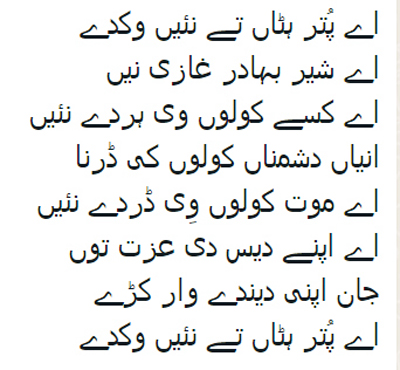 اے پُتر ہٹاں تے نئیں وکدے
اے شیر بہادر غازی نیں
اے کسے کولوں وی ہردے نئیں
انیاں دشمناں کولوں کی ڈرنا
اے موت کولوں وِی ڈردے نئیں
اے اپنے دیس دی عزت توں
جان اپنی دیندے وار کڑے
اے پُتر ہٹاں تے نئیں وکدے